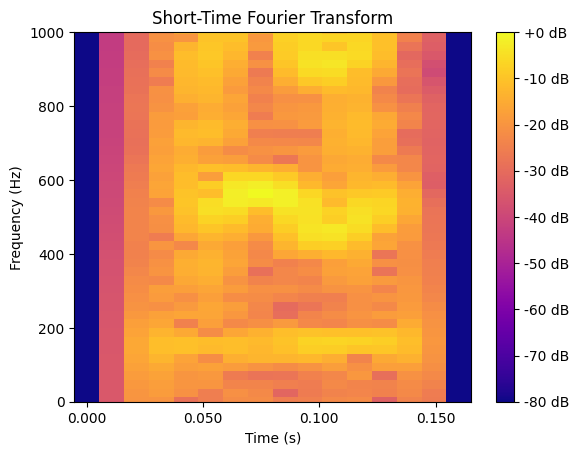 Short-Time Fourier Transform
1000
800
600
400
200
0
Frequency (Hz)
0.000
0.050
0.100
0.150
Time (s)
+0 dB
-10 dB
-20 dB
-30 dB
-40 dB
-50 dB
-60 dB
-70 dB
-80 dB